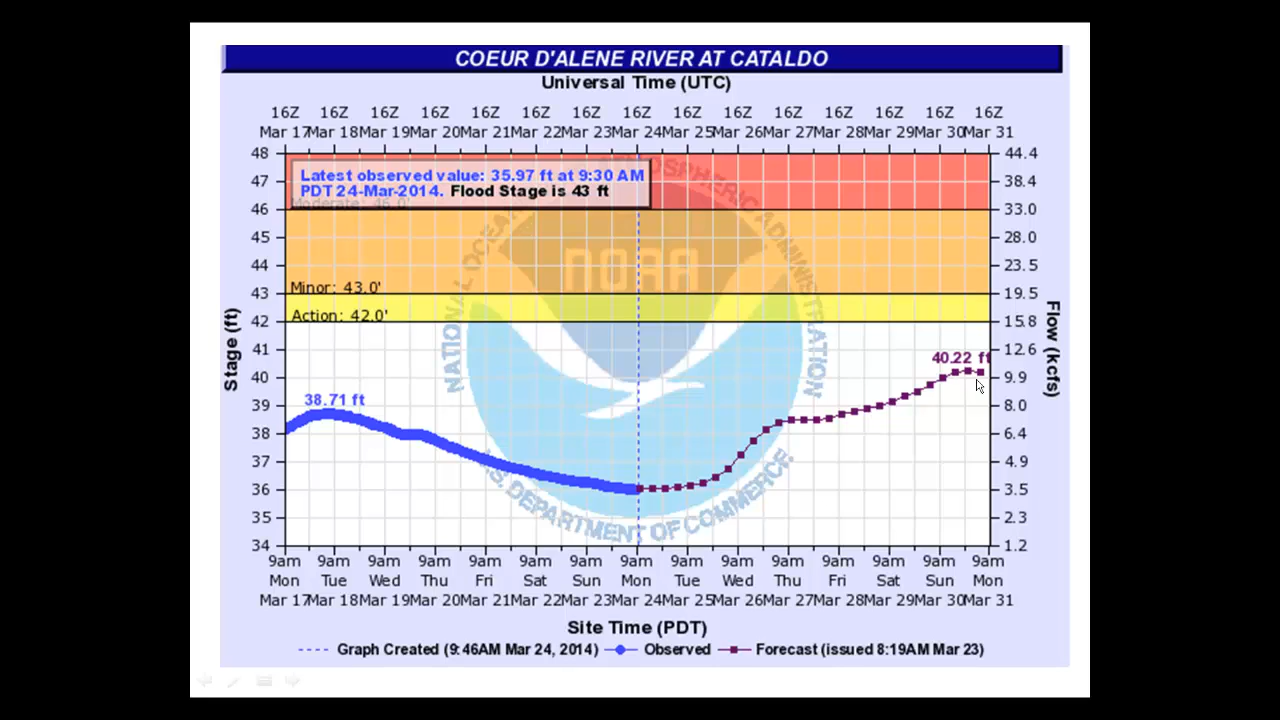 COEUR D'ALENE RIVER AT CATALDO
Universal Time (UTC)
16Z 16Z 16Z 16Z 16Z 16Z 16Z 16Z 16Z 16Z 16Z 16Z 16Z 16Z 16Z
Mar 17 Mar 18 Mar 19 Mar 20 Mar 21 Mar 22 Mar 23 Mar 24 Mar 25 Mar 26 Mar 27 Mar 28 Mar 29 Mar 30 Mar 31
48 44.4
Latest observed value: 35.97 ft at 9:30 AM
47 38.4
PDT 24-Mar-2014. Flood Stage is 43 ft
Moderate: 46.0'
46 33.0
45 28.0
44 23.5
NOAA
Minor: 43.0'
43 19.5
Action: 42.0'
42 15.8
41 12.6
40.22 ft
40 9.9
38.71 ft
39 8.0
38 6.4
37 4.9
36 3.5
35 2.3
34 1.2
Stage (ft)
Flow (kcfs)
NATIONAL OCEANIC AND ATMOSPHERIC ADMINISTRATION
U.S. DEPARTMENT OF COMMERCE
9am 9am 9am 9am 9am 9am 9am 9am 9am 9am 9am 9am 9am 9am 9am
Mon Tue Wed Thu Fri Sat Sun Mon Tue Wed Thu Fri Sat Sun Mon
Mar 17 Mar 18 Mar 19 Mar 20 Mar 21 Mar 22 Mar 23 Mar 24 Mar 25 Mar 26 Mar 27 Mar 28 Mar 29 Mar 30 Mar 31
Site Time (PDT)
Graph Created (9:46AM Mar 24, 2014) Observed Forecast (issued 8:19AM Mar 23)